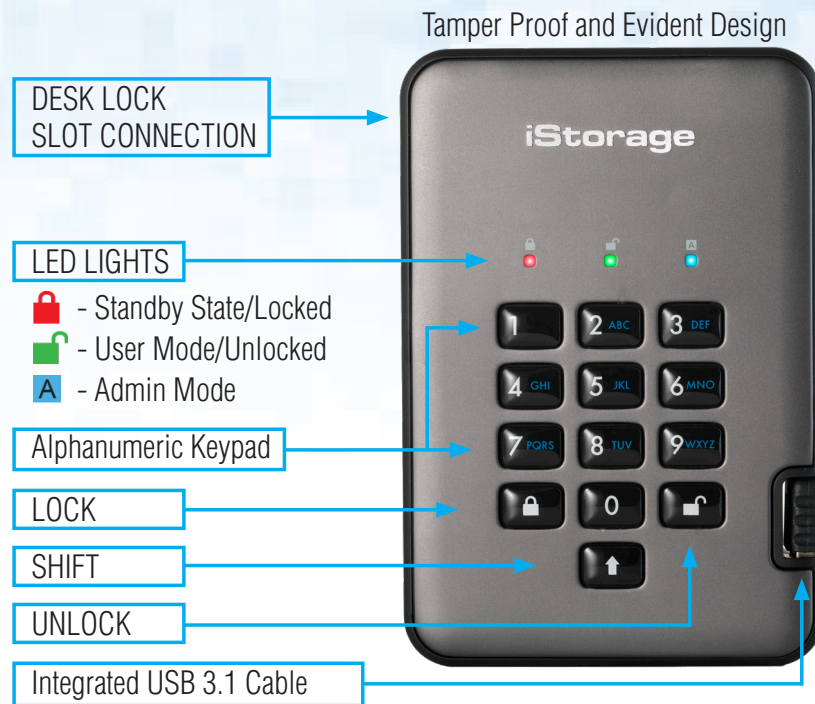 Tamper Proof and Evident Design
DESK LOCK
SLOT CONNECTION
iStorage
A
LED LIGHTS
- Standby State/Locked
- User Mode/Unlocked
A - Admin Mode
1
2 ABC
3 DEF
4 GHI
5 JKL
6 MNO
Alphanumeric Keypad
7 PQRS
8 TUV
9 WXYZ
LOCK
0
SHIFT
UNLOCK
Integrated USB 3.1 Cable